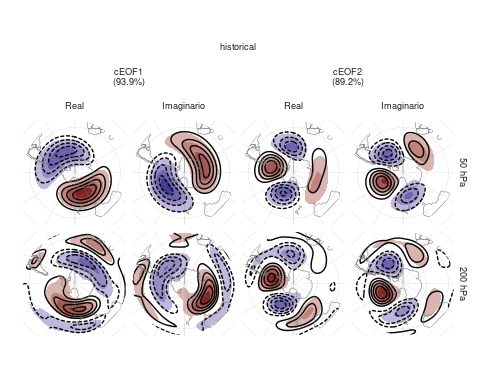 historical
cEOF1
(93.9%)
cEOF2
(89.2%)
Real
Imaginario
Real
Imaginario
50 hPa
200 hPa